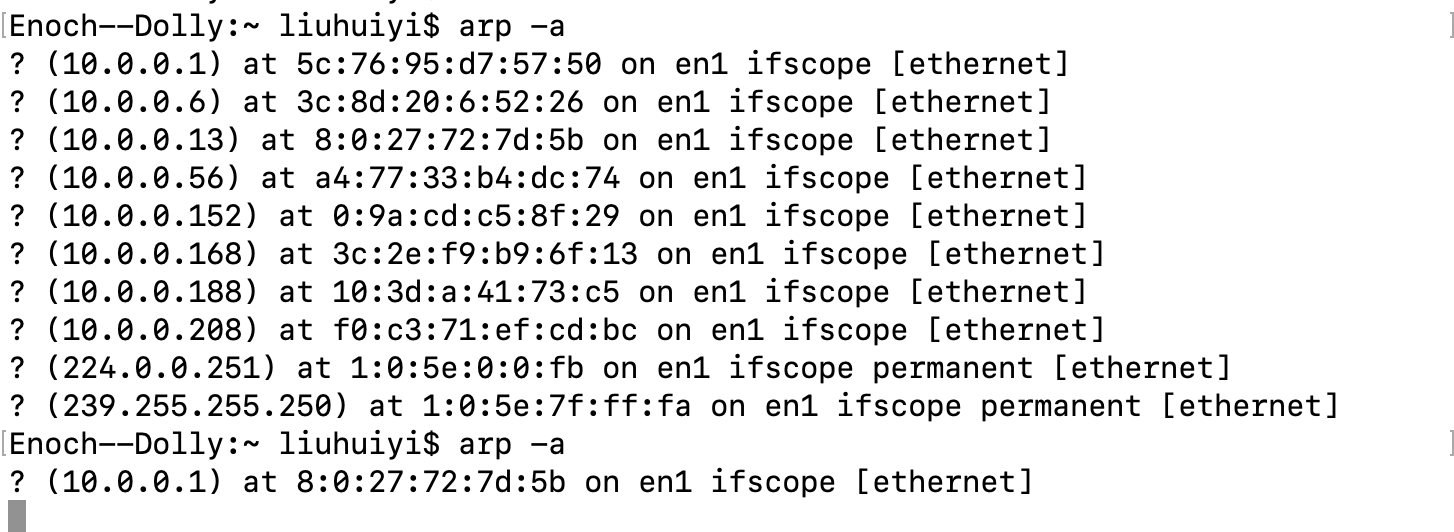 [Enoch--Dolly:~ liuhuiyi$ arp -a ]
? (10.0.0.1) at 5c:76:95:d7:57:50 on en1 ifscope [ethernet]
? (10.0.0.6) at 3c:8d:20:6:52:26 on en1 ifscope [ethernet]
? (10.0.0.13) at 8:0:27:72:7d:5b on en1 ifscope [ethernet]
? (10.0.0.56) at a4:77:33:b4:dc:74 on en1 ifscope [ethernet]
? (10.0.0.152) at 0:9a:cd:c5:8f:29 on en1 ifscope [ethernet]
? (10.0.0.168) at 3c:2e:f9:b9:6f:13 on en1 ifscope [ethernet]
? (10.0.0.188) at 10:3d:a:41:73:c5 on en1 ifscope [ethernet]
? (10.0.0.208) at f0:c3:71:ef:cd:bc on en1 ifscope [ethernet]
? (224.0.0.251) at 1:0:5e:0:0:fb on en1 ifscope permanent [ethernet]
? (239.255.255.250) at 1:0:5e:7f:ff:fa on en1 ifscope permanent [ethernet]
[Enoch--Dolly:~ liuhuiyi$ arp -a ]
? (10.0.0.1) at 8:0:27:72:7d:5b on en1 ifscope [ethernet]